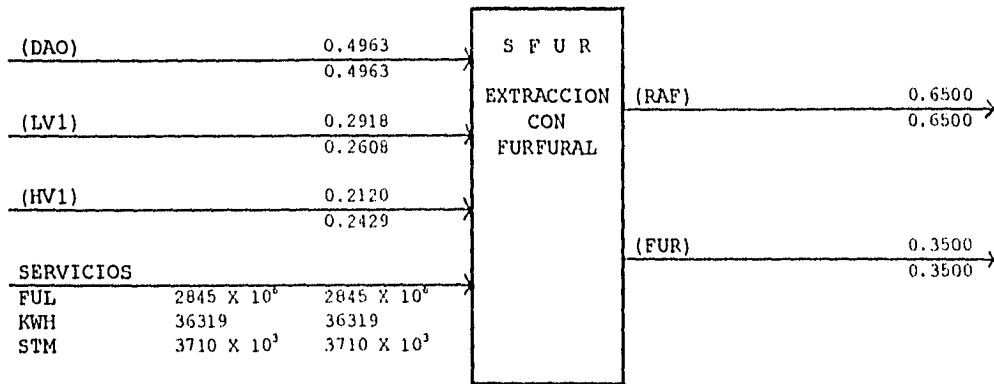 (DAO) 0.4963
0.4963
(LV1) 0.2918
0.2608
(HV1) 0.2120
0.2429
SERVICIOS
FUL 2845 X 10⁶ 2845 X 10⁶
KWH 36319 36319
STM 3710 X 10³ 3710 X 10³
S F U R
EXTRACCION
CON
FURFURAL
(RAF) 0.6500
0.6500
(FUR) 0.3500
0.3500